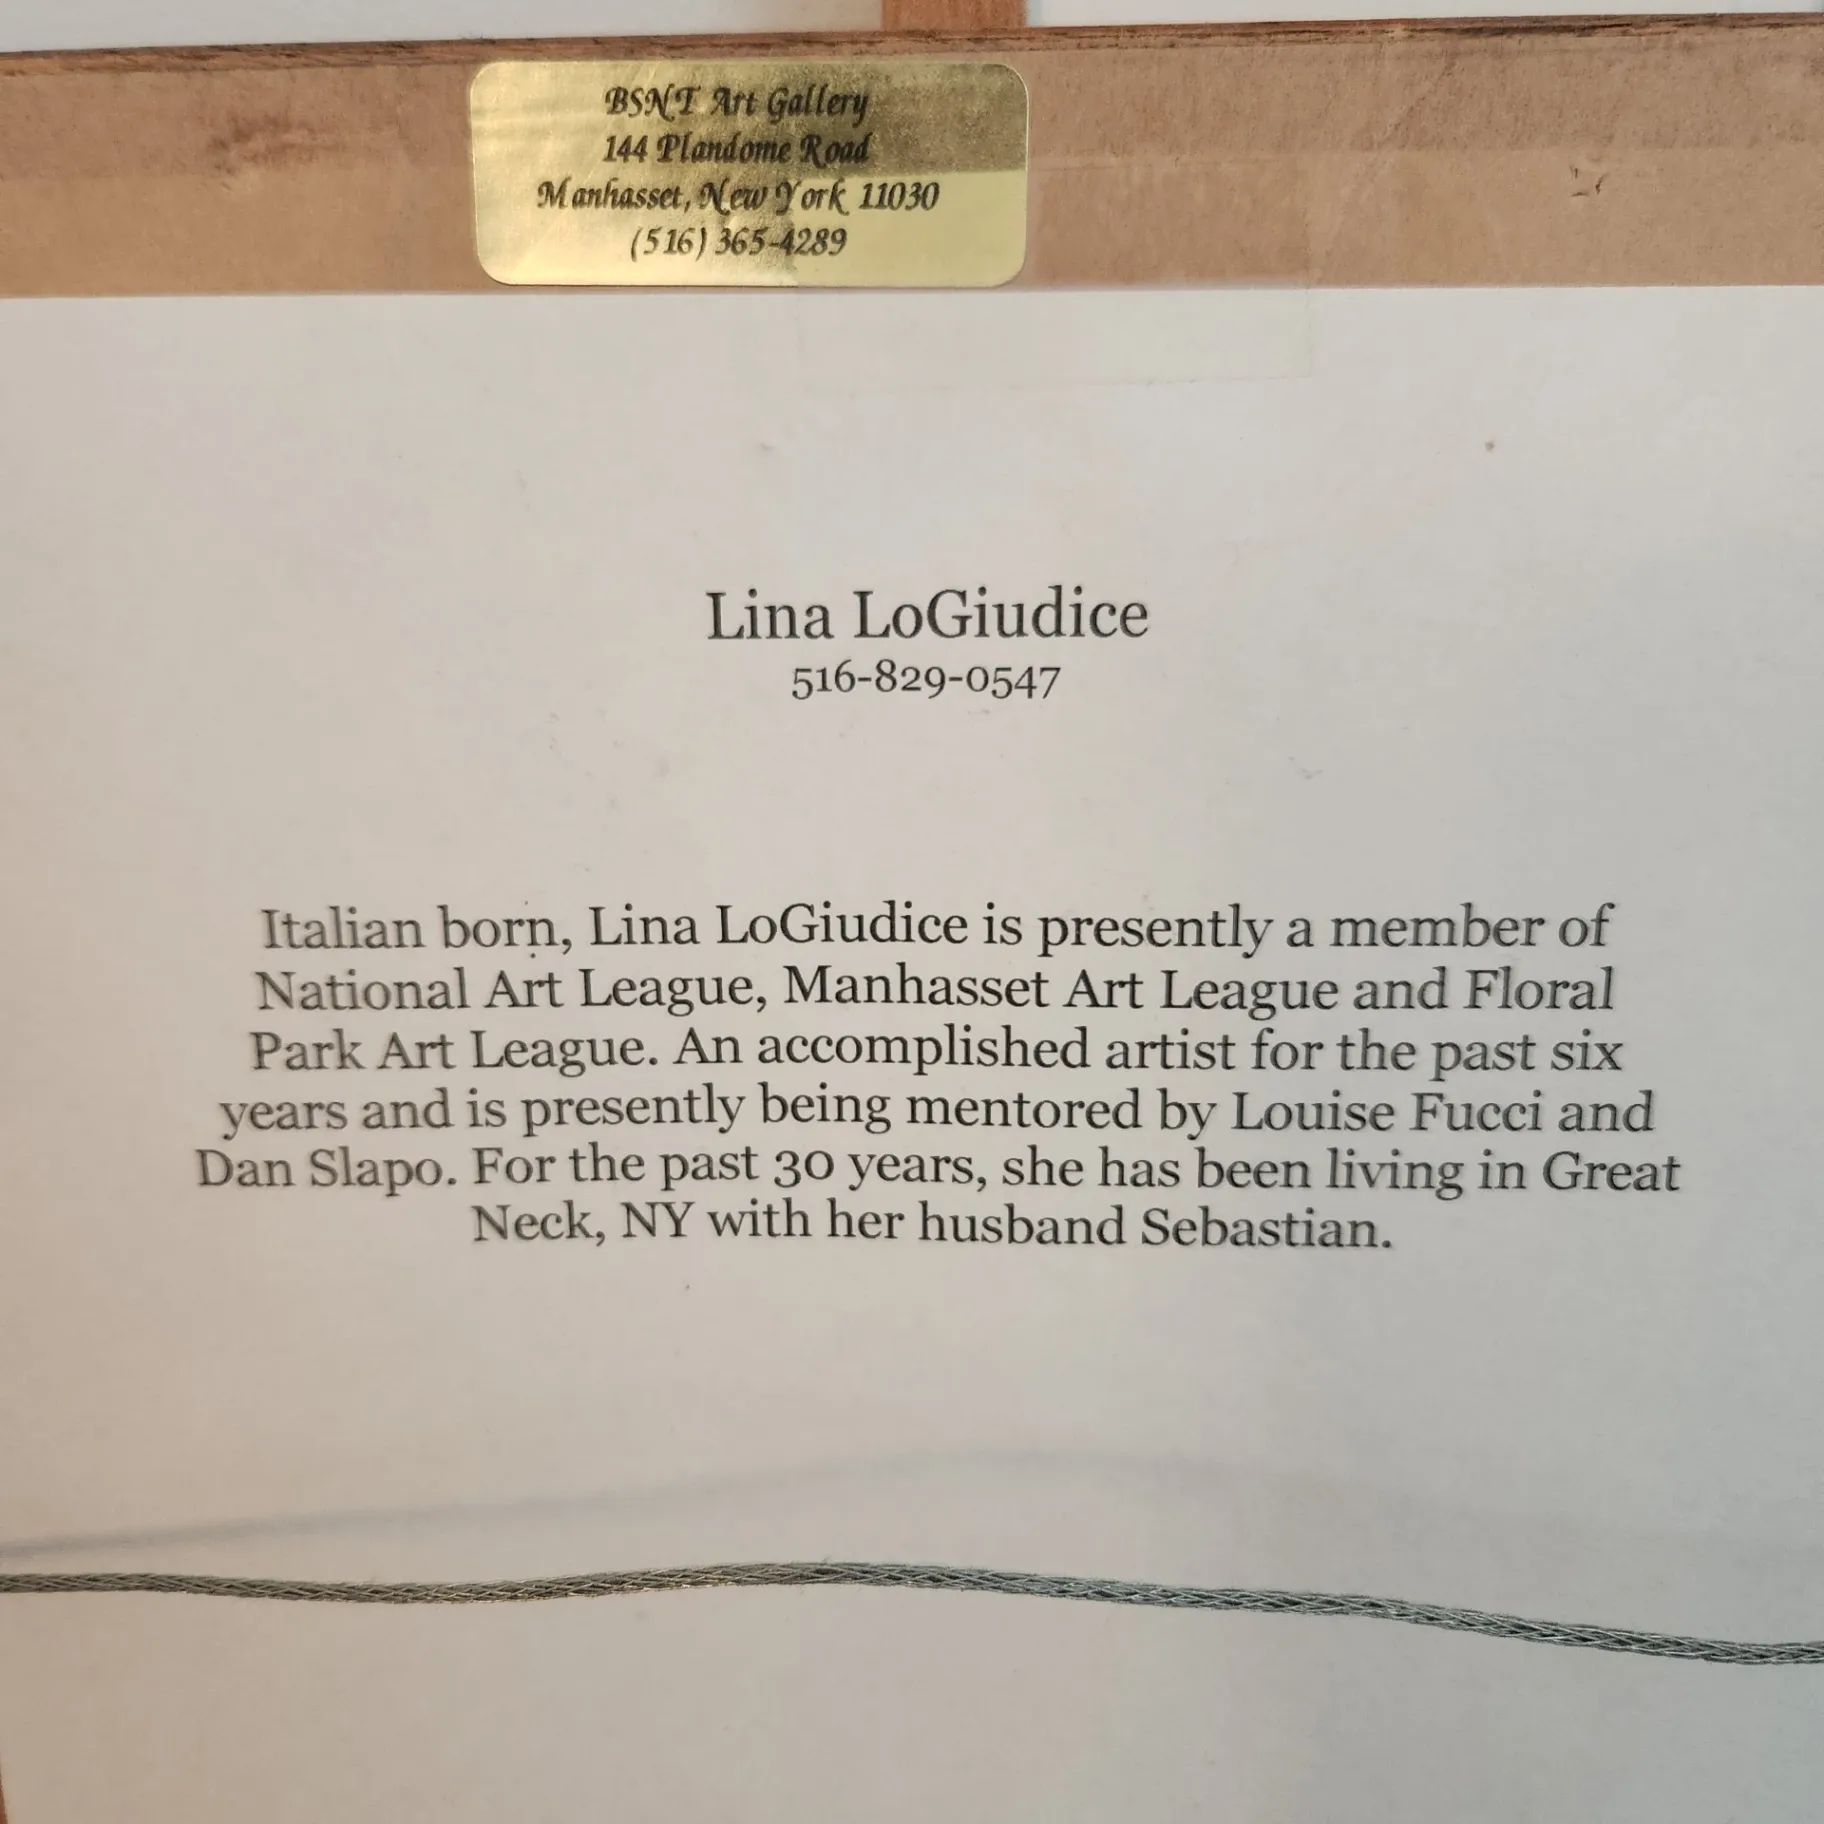 BSNT Art Gallery
144 Plandome Road
Manhasset, New York 11030
(516) 365-4289
Lina LoGiudice
516-829-0547
Italian born, Lina LoGiudice is presently a member of
National Art League, Manhasset Art League and Floral
Park Art League. An accomplished artist for the past six
years and is presently being mentored by Louise Fucci and
Dan Slapo. For the past 30 years, she has been living in Great
Neck, NY with her husband Sebastian.